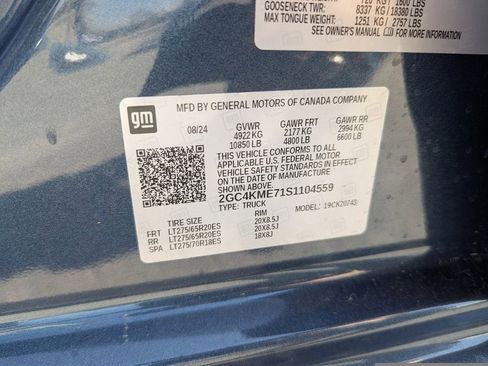 KG / 1600 LBS
GOOSENECK TWR: 8337 KG / 18380 LBS
MAX TONGUE WEIGHT: 1251 KG / 2757 LBS
SEE OWNER'S MANUAL FOR MORE INFORMATION
gm
MFD BY GENERAL MOTORS OF CANADA COMPANY
08/24 GVWR GAWR FRT GAWR RR
4922 KG 2177 KG 2994 KG
10850 LB 4800 LB 6600 LB
THIS VEHICLE CONFORMS TO ALL
APPLICABLE U.S. FEDERAL MOTOR
VEHICLE SAFETY STANDARDS IN
EFFECT ON THE DATE OF
MANUFACTURE SHOWN ABOVE.
2GC4KME71S1104559
TYPE: TRUCK MODEL: 19CK20743
TIRE SIZE RIM
FRT LT275/65R20ES 20X8.5J
RR LT275/65R20ES 20X8.5J
SPA LT275/70R18ES 18X8J